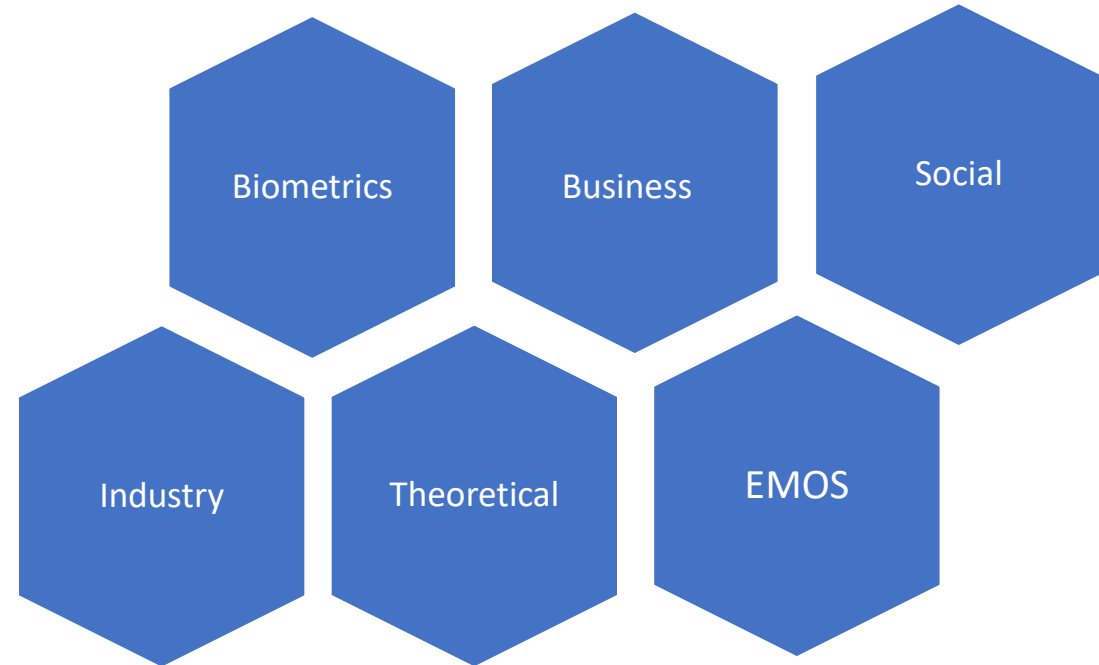 Biometrics
Business
Social
Industry
Theoretical
EMOS